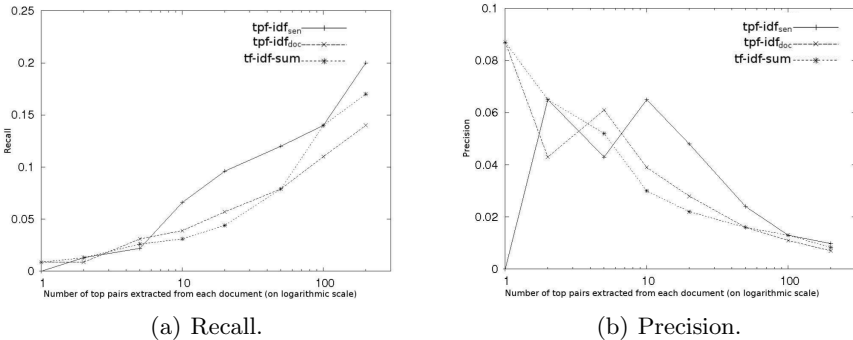 0.25
0.2
0.15
0.1
0.05
0
Recall
tpf-idfsen
tpf-idfdoc
tf-idf-sum
1
10
100
Number of top pairs extracted from each document (on logarithmic scale)
(a) Recall.
0.1
0.08
0.06
0.04
0.02
0
Precision
tpf-idfsen
tpf-idfdoc
tf-idf-sum
1
10
100
Number of top pairs extracted from each document (on logarithmic scale)
(b) Precision.